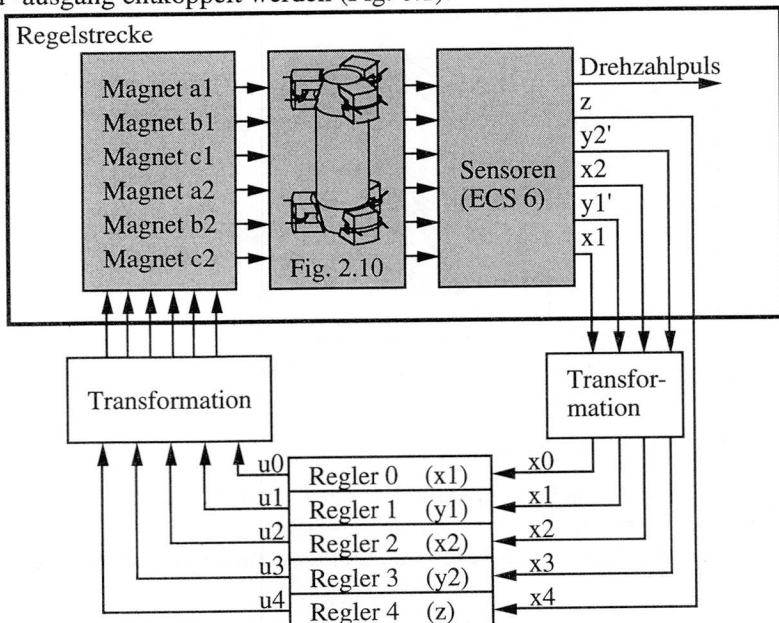 ausgang entkoppelt werden (Fig.
Regelstrecke
Magnet a1
Magnet b1
Magnet c1
Magnet a2
Magnet b2
Magnet c2
Fig. 2.10
Sensoren
(ECS 6)
Drehzahlpuls
z
y2'
x2
y1'
x1
Transformation
Transfor-
mation
u0
u1
u2
u3
u4
Regler 0 (x1)
Regler 1 (y1)
Regler 2 (x2)
Regler 3 (y2)
Regler 4 (z)
x0
x1
x2
x3
x4